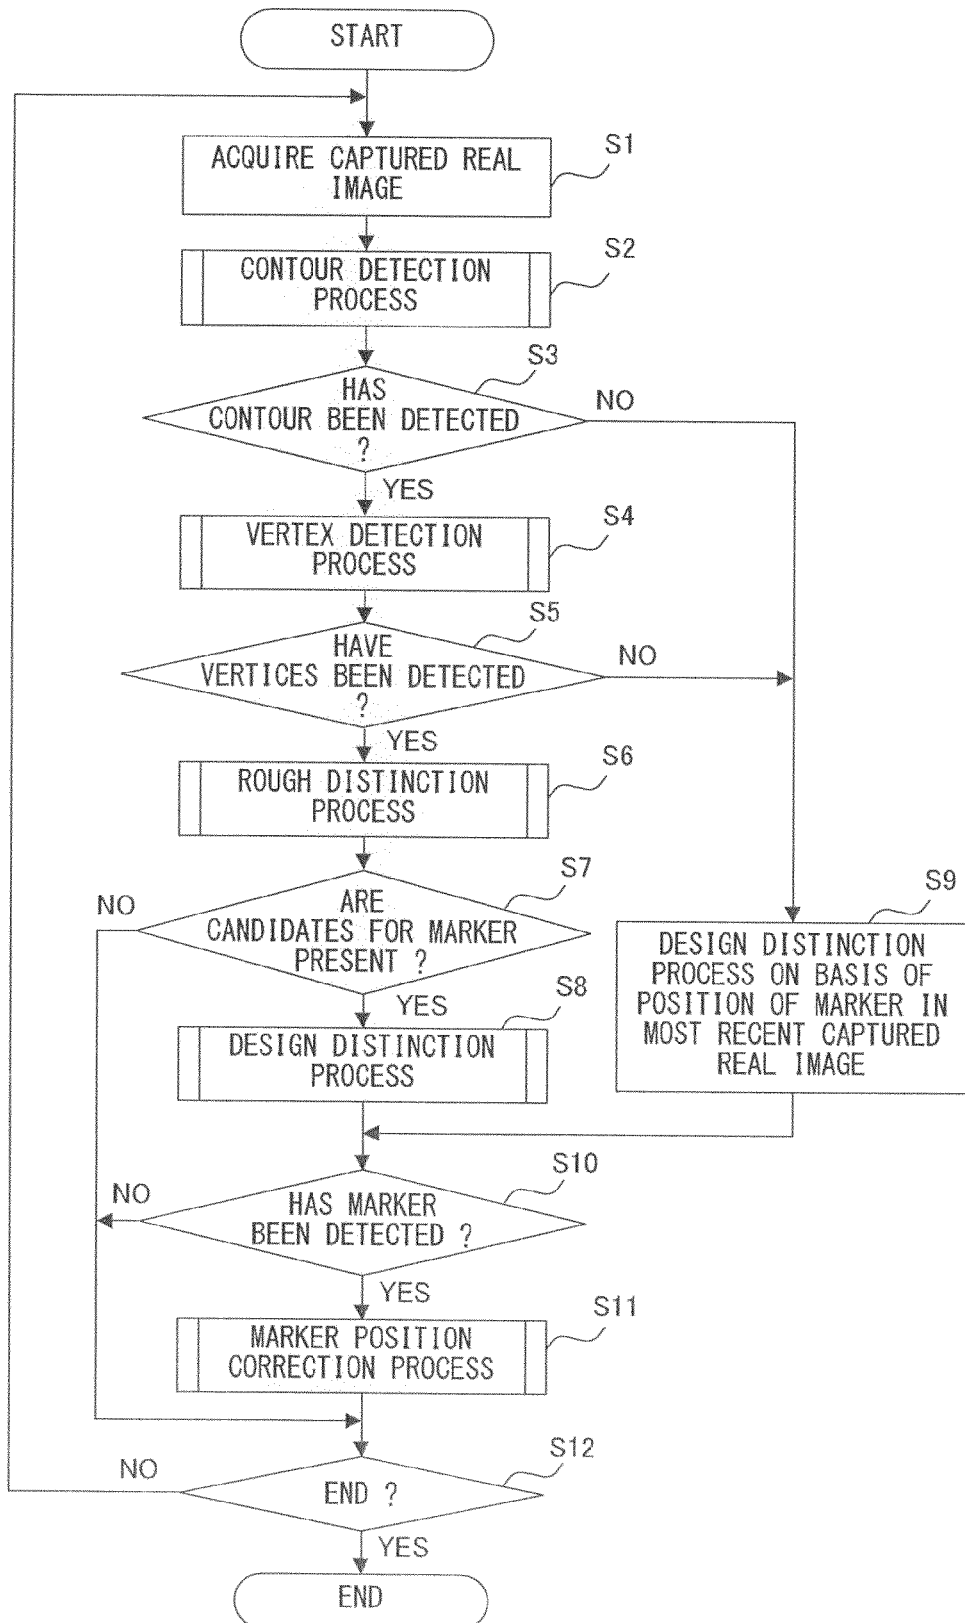 START
ACQUIRE CAPTURED REAL
IMAGE
S1
CONTOUR DETECTION
PROCESS
S2
HAS
CONTOUR BEEN DETECTED
?
S3
NO
YES
VERTEX DETECTION
PROCESS
S4
HAVE
VERTICES BEEN DETECTED
?
S5
NO
YES
ROUGH DISTINCTION
PROCESS
S6
ARE
CANDIDATES FOR MARKER
PRESENT ?
S7
NO
YES
DESIGN DISTINCTION
PROCESS
S8
DESIGN DISTINCTION
PROCESS ON BASIS OF
POSITION OF MARKER IN
MOST RECENT CAPTURED
REAL IMAGE
S9
HAS MARKER
BEEN DETECTED ?
S10
NO
YES
MARKER POSITION
CORRECTION PROCESS
S11
END ?
S12
NO
YES
END